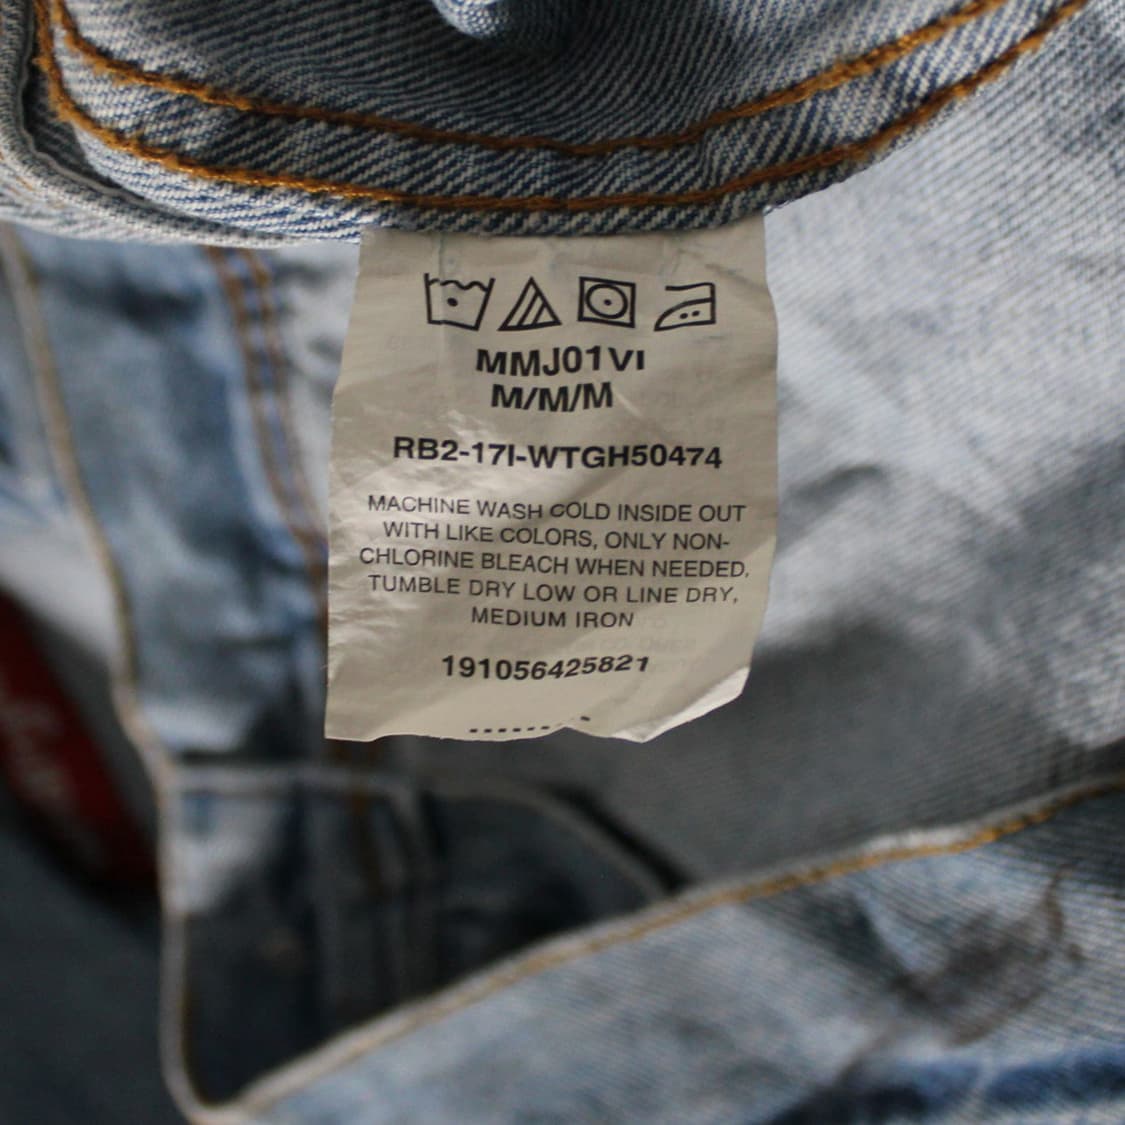 MMJ01VI
M/M/M
RB2-17I-WTGH50474
MACHINE WASH COLD INSIDE OUT
WITH LIKE COLORS, ONLY NON-
CHLORINE BLEACH WHEN NEEDED,
TUMBLE DRY LOW OR LINE DRY,
MEDIUM IRON
191056425821